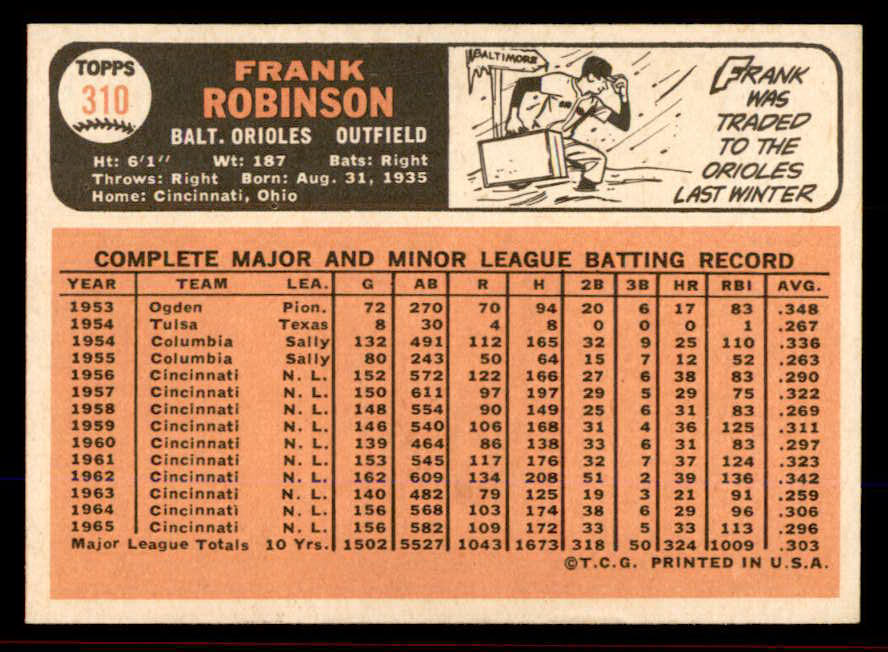 TOPPS
310
FRANK
ROBINSON
BALT. ORIOLES OUTFIELD
Ht: 6'1" Wt: 187 Bats: Right
Throws: Right Born: Aug. 31, 1935
Home: Cincinnati, Ohio
BALTIMORE
FRANK
WAS
TRADED
TO THE
ORIOLES
LAST WINTER
COMPLETE MAJOR AND MINOR LEAGUE BATTING RECORD
YEAR TEAM LEA. G AB R H 2B 3B HR RBI AVG.
1953 Ogden Pion. 72 270 70 94 20 6 17 83 .348
1954 Tulsa Texas 8 30 4 8 0 0 0 1 .267
1954 Columbia Sally 132 491 112 165 32 9 25 110 .336
1955 Columbia Sally 80 243 50 64 15 7 12 52 .263
1956 Cincinnati N. L. 152 572 122 166 27 6 38 83 .290
1957 Cincinnati N. L. 150 611 97 197 29 5 29 75 .322
1958 Cincinnati N. L. 148 554 90 149 25 6 31 83 .269
1959 Cincinnati N. L. 146 540 106 168 31 4 36 125 .311
1960 Cincinnati N. L. 139 464 86 138 33 6 31 83 .297
1961 Cincinnati N. L. 153 545 117 176 32 7 37 124 .323
1962 Cincinnati N. L. 162 609 134 208 51 2 39 136 .342
1963 Cincinnati N. L. 140 482 79 125 19 3 21 91 .259
1964 Cincinnati N. L. 156 568 103 174 38 6 29 96 .306
1965 Cincinnati N. L. 156 582 109 172 33 5 33 113 .296
Major League Totals 10 Yrs. 1502 5527 1043 1673 318 50 324 1009 .303
©T.C.G. PRINTED IN U.S.A.